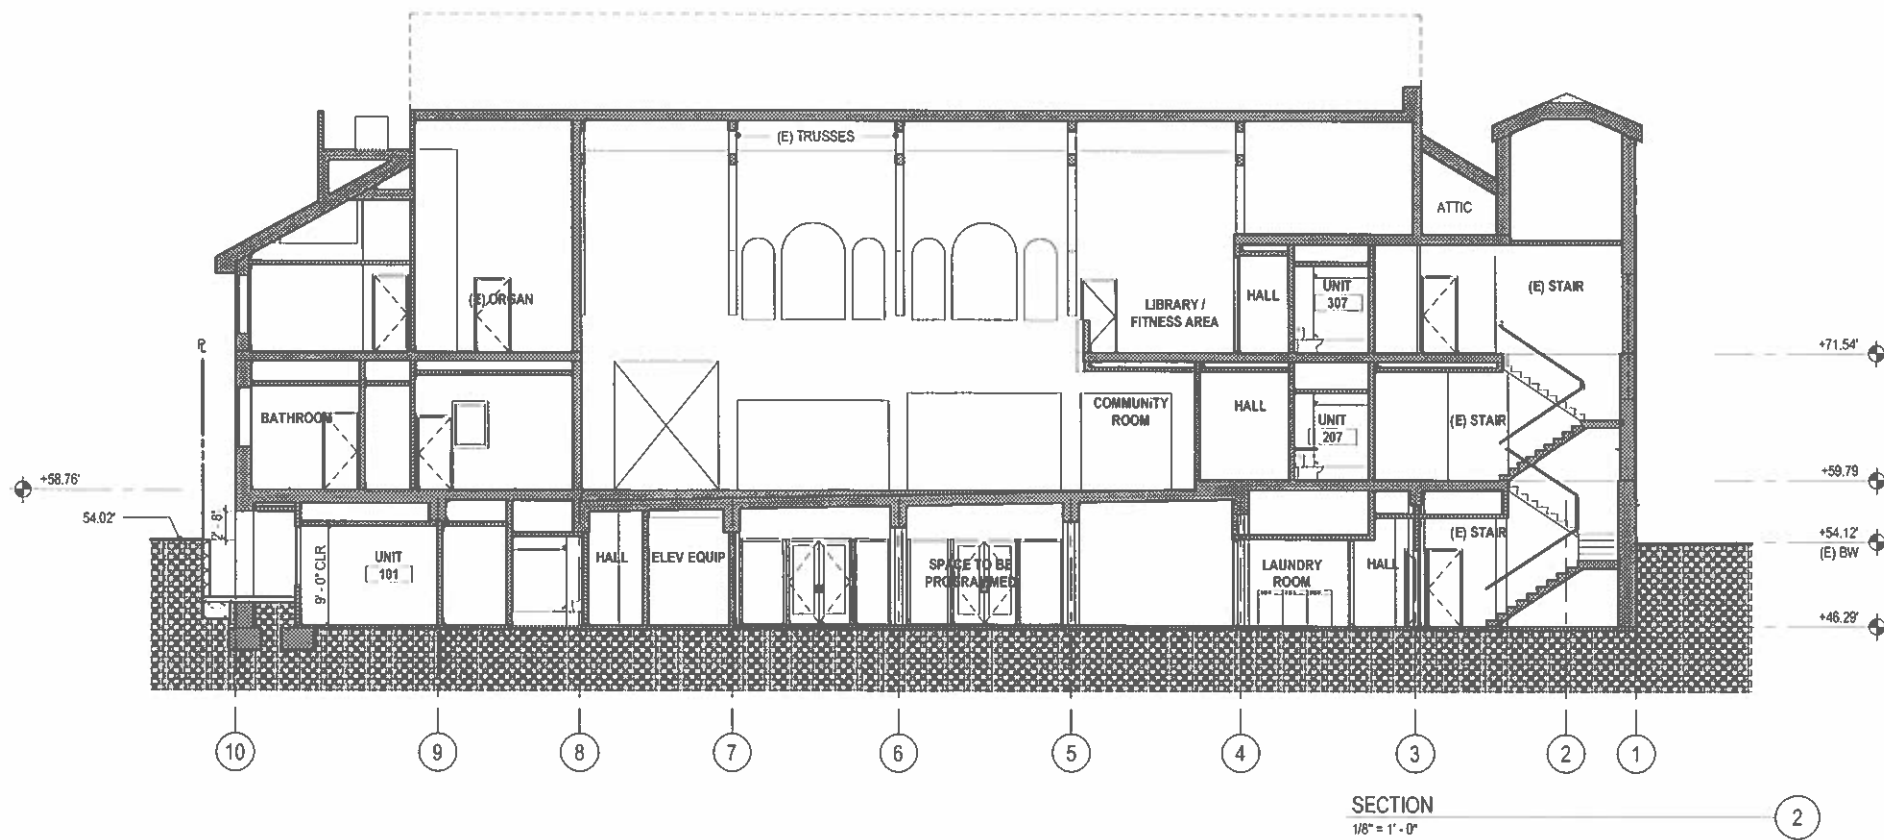 (E) TRUSSES
ATTIC
(E) ORGAN
LIBRARY /
FITNESS AREA
HALL
UNIT
307
(E) STAIR
℄
+71.54'
BATHROOM
COMMUNITY
ROOM
HALL
UNIT
207
(E) STAIR
+58.76'
+59.79
54.02'
2'- 8"
9'- 0" CLR
UNIT
101
HALL
ELEV EQUIP
SPACE TO BE
PROGRAMMED
LAUNDRY
ROOM
HALL
(E) STAIR
+54.12'
(E) BW
+46.29'
10
9
8
7
6
5
4
3
2
1
SECTION
1/8" = 1'- 0"
2